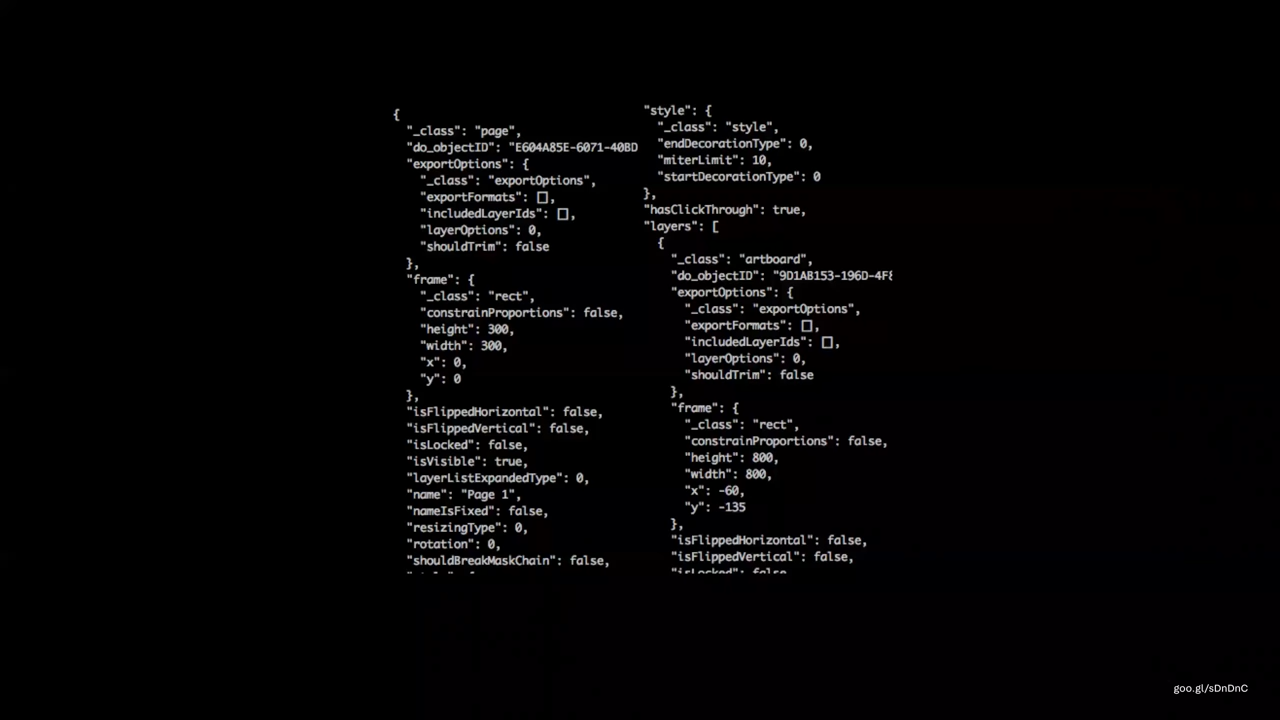 {
"_class": "page",
"do_objectID": "E604A85E-6071-40BD
"exportOptions": {
"_class": "exportOptions",
"exportFormats": [],
"includedLayerIds": [],
"layerOptions": 0,
"shouldTrim": false
},
"frame": {
"_class": "rect",
"constrainProportions": false,
"height": 300,
"width": 300,
"x": 0,
"y": 0
},
"isFlippedHorizontal": false,
"isFlippedVertical": false,
"isLocked": false,
"isVisible": true,
"layerListExpandedType": 0,
"name": "Page 1",
"nameIsFixed": false,
"resizingType": 0,
"rotation": 0,
"shouldBreakMaskChain": false,
"style": {
"_class": "style",
"endDecorationType": 0,
"miterLimit": 10,
"startDecorationType": 0
},
"hasClickThrough": true,
"layers": [
{
"_class": "artboard",
"do_objectID": "9D1AB153-196D-4F8
"exportOptions": {
"_class": "exportOptions",
"exportFormats": [],
"includedLayerIds": [],
"layerOptions": 0,
"shouldTrim": false
},
"frame": {
"_class": "rect",
"constrainProportions": false,
"height": 800,
"width": 800,
"x": -60,
"y": -135
},
"isFlippedHorizontal": false,
"isFlippedVertical": false,
"isLocked": false
goo.gl/sDnDnC